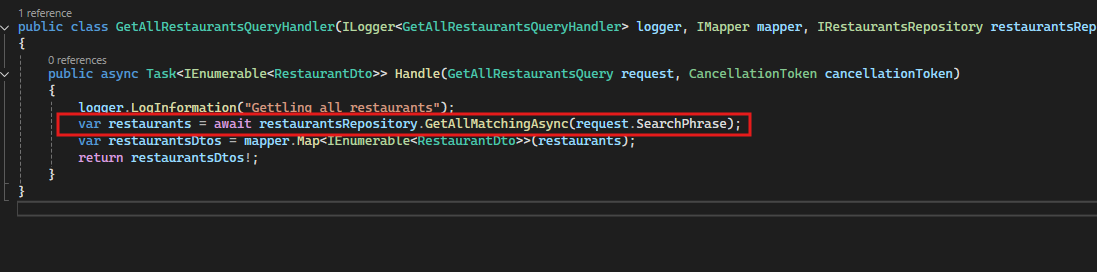 1 reference
public class GetAllRestaurantsQueryHandler(ILogger<GetAllRestaurantsQueryHandler> logger, IMapper mapper, IRestaurantsRepository restaurantsRep
{
0 references
public async Task<IEnumerable<RestaurantDto>> Handle(GetAllRestaurantsQuery request, CancellationToken cancellationToken)
{
logger.LogInformation("Gettling all restaurants");
var restaurants = await restaurantsRepository.GetAllMatchingAsync(request.SearchPhrase);
var restaurantsDtos = mapper.Map<IEnumerable<RestaurantDto>>(restaurants);
return restaurantsDtos!;
}
}